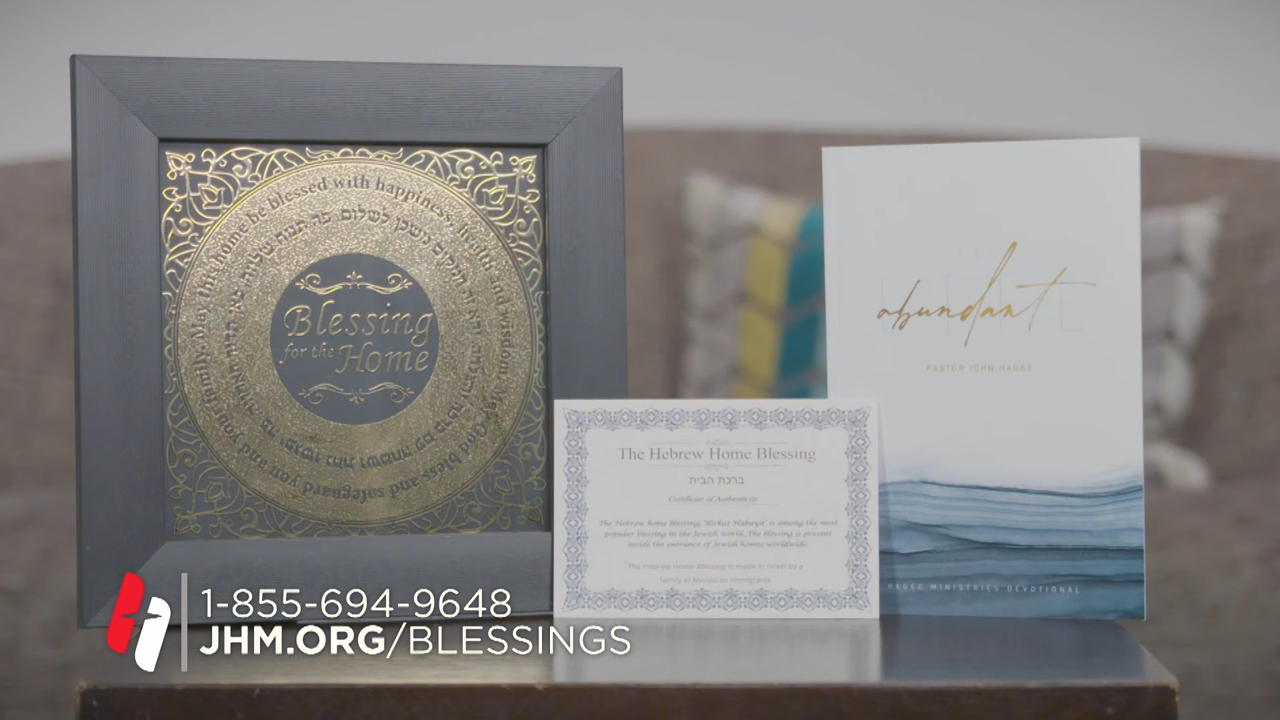 May this home be blessed with happiness, health and wisdom. May God bless and safeguard you and your family.
Blessing
for the Home
The Hebrew Home Blessing
ברכת הבית
Certificate of Authenticity
The Hebrew home Blessing, 'Birkat Habayit' is among the most
popular blessing in the Jewish world. The blessing is present
inside the entrance of Jewish homes worldwide.
The Hebrew Home Blessing is made in Israel by a
family of Moroccan immigrants
abundant
LIFE
PASTOR JOHN HAGEE
HAGEE MINISTRIES DEVOTIONAL
1-855-694-9648
JHM.ORG/BLESSINGS